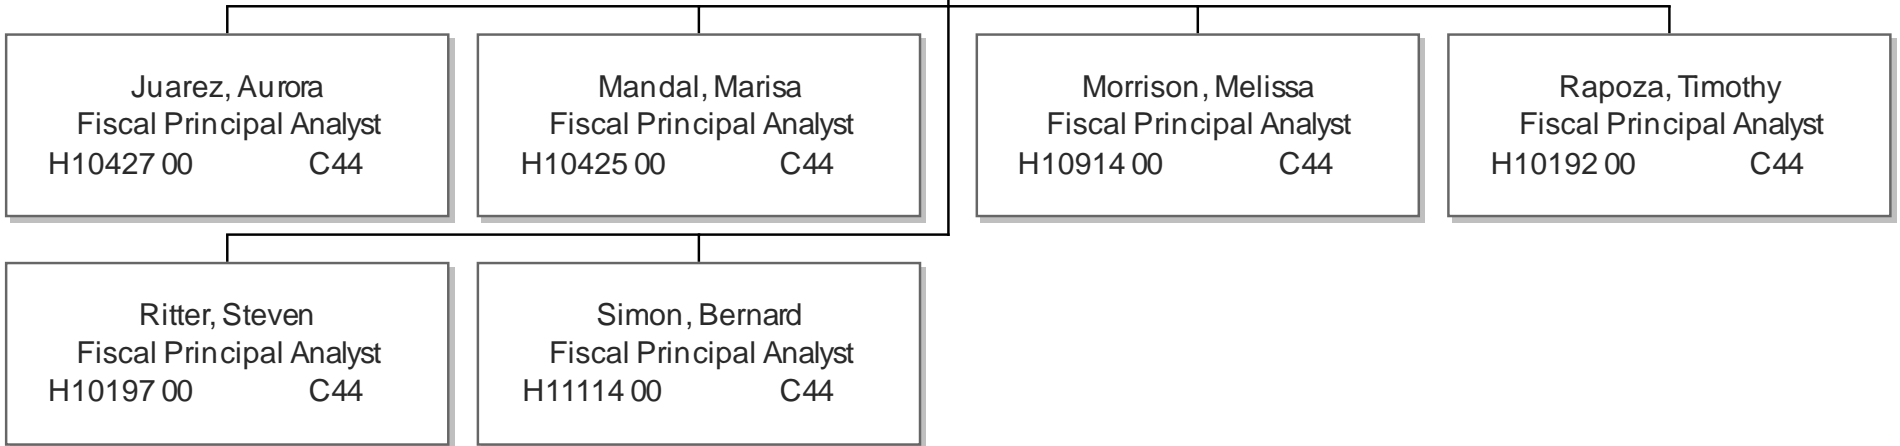 Juarez, Aurora
Fiscal Principal Analyst
H10427 00 C44
Mandal, Marisa
Fiscal Principal Analyst
H10425 00 C44
Morrison, Melissa
Fiscal Principal Analyst
H10914 00 C44
Rapoza, Timothy
Fiscal Principal Analyst
H10192 00 C44
Ritter, Steven
Fiscal Principal Analyst
H10197 00 C44
Simon, Bernard
Fiscal Principal Analyst
H11114 00 C44